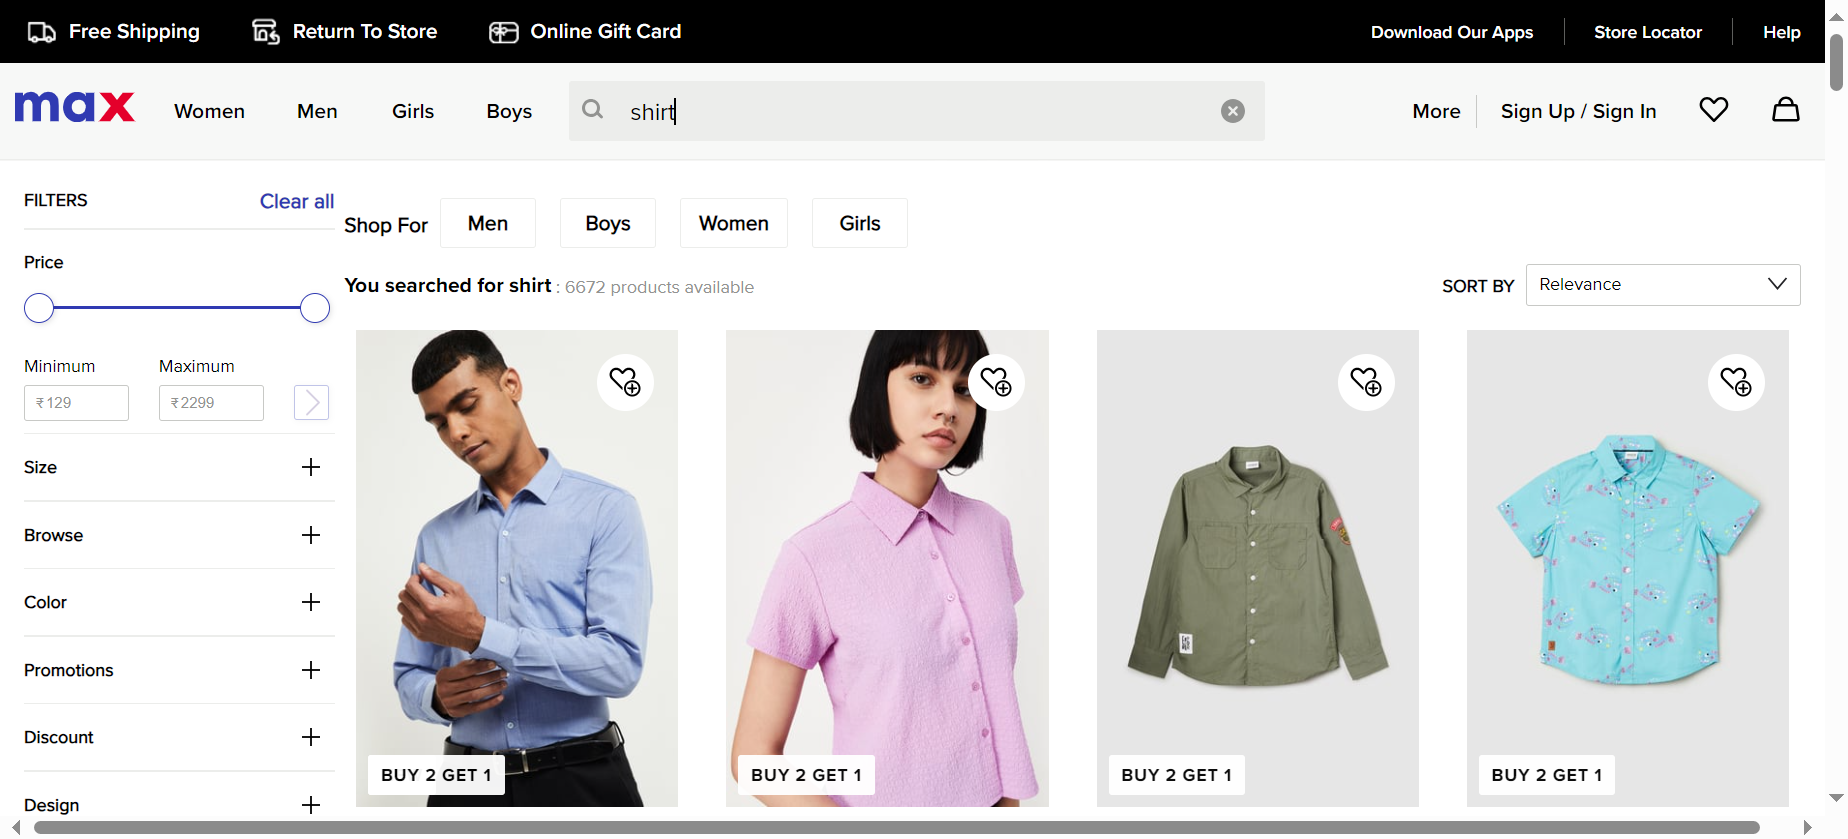 Free Shipping
Return To Store
Online Gift Card
Download Our Apps
Store Locator
Help
max
Women
Men
Girls
Boys
shirt
More
Sign Up / Sign In
FILTERS
Clear all
Shop For
Men
Boys
Women
Girls
Price
You searched for shirt : 6672 products available
SORT BY
Relevance
Minimum
Maximum
₹129
₹2299
Size
Browse
Color
Promotions
Discount
Design
BUY 2 GET 1
BUY 2 GET 1
BUY 2 GET 1
BUY 2 GET 1